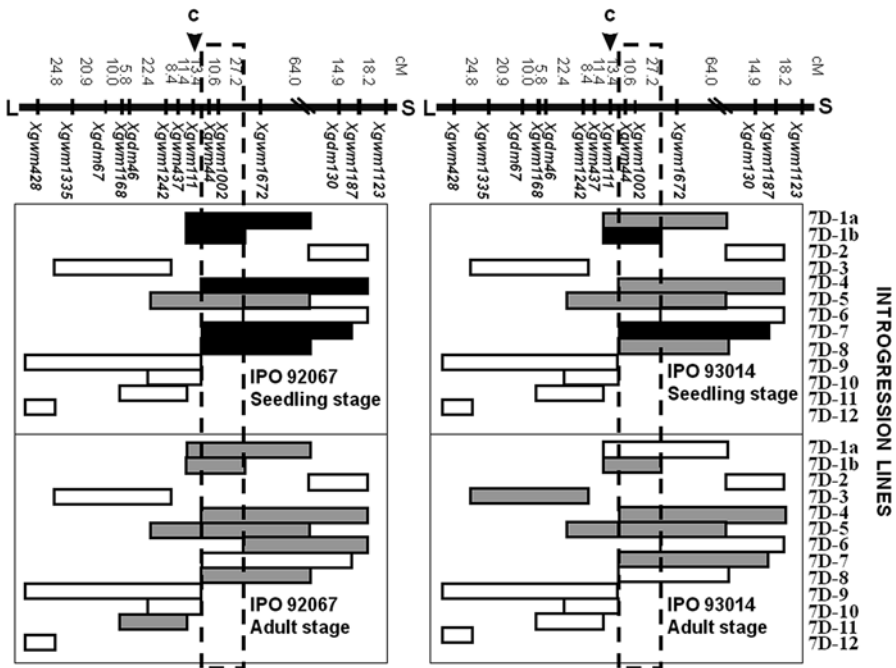 C C
24.8 20.9 10.0 5.8 22.4 8.4 11.4 13.4 10.6 27.2 64.0 14.9 18.2 cM
24.8 20.9 10.0 5.8 22.4 8.4 11.4 13.4 10.6 27.2 64.0 14.9 18.2 cM
L S L S
Xgwm428 Xgwm1335 Xgdm67 Xgwm1168 Xgdm46 Xgwm1242 Xgwm437 Xgwm111 Xgwm44 Xgwm1002 Xgwm1672 Xgdm130 Xgwm1187 Xgwm1123
Xgwm428 Xgwm1335 Xgdm67 Xgwm1168 Xgdm46 Xgwm1242 Xgwm437 Xgwm111 Xgwm44 Xgwm1002 Xgwm1672 Xgdm130 Xgwm1187 Xgwm1123
IPO 92067
Seedling stage
IPO 93014
Seedling stage
7D-1a
7D-1b
7D-2
7D-3
7D-4
7D-5
7D-6
7D-7
7D-8
7D-9
7D-10
7D-11
7D-12
IPO 92067
Adult stage
IPO 93014
Adult stage
7D-1a
7D-1b
7D-2
7D-3
7D-4
7D-5
7D-6
7D-7
7D-8
7D-9
7D-10
7D-11
7D-12
INTROGRESSION LINES